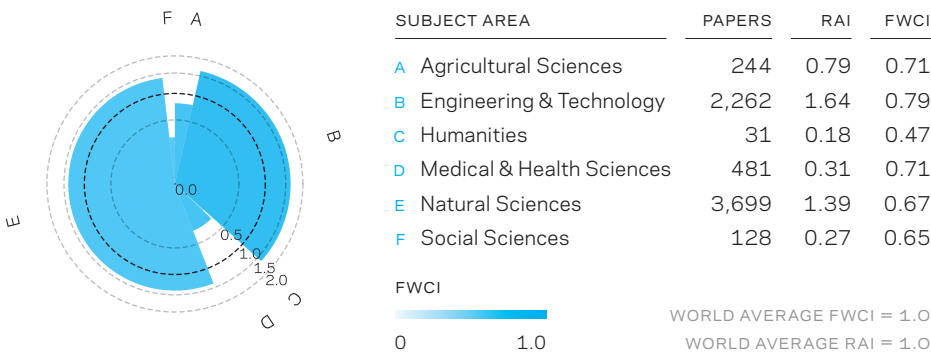 F A
B
E
0.0
0.5
1.0
1.5
2.0
C
D
SUBJECT AREA PAPERS RAI FWCI
A Agricultural Sciences 244 0.79 0.71
B Engineering & Technology 2,262 1.64 0.79
C Humanities 31 0.18 0.47
D Medical & Health Sciences 481 0.31 0.71
E Natural Sciences 3,699 1.39 0.67
F Social Sciences 128 0.27 0.65
FWCI
0 1.0
WORLD AVERAGE FWCI = 1.0
WORLD AVERAGE RAI = 1.0